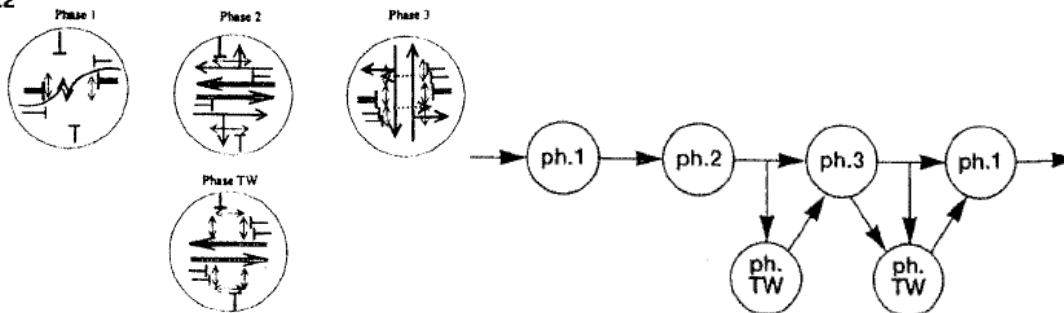 Phase 1
Phase 2
Phase 3
Phase TW
ph.1
ph.2
ph.3
ph.1
ph.
TW
ph.
TW